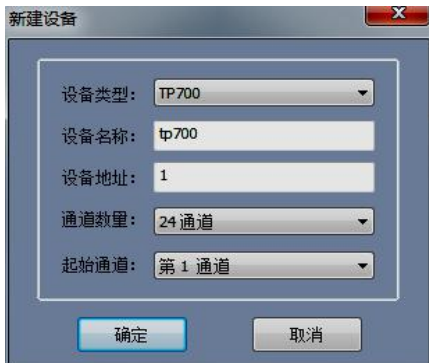 新建设备
设备类型： TP700
设备名称： tp700
设备地址： 1
通道数量： 24通道
起始通道： 第 1 通道
确定 取消